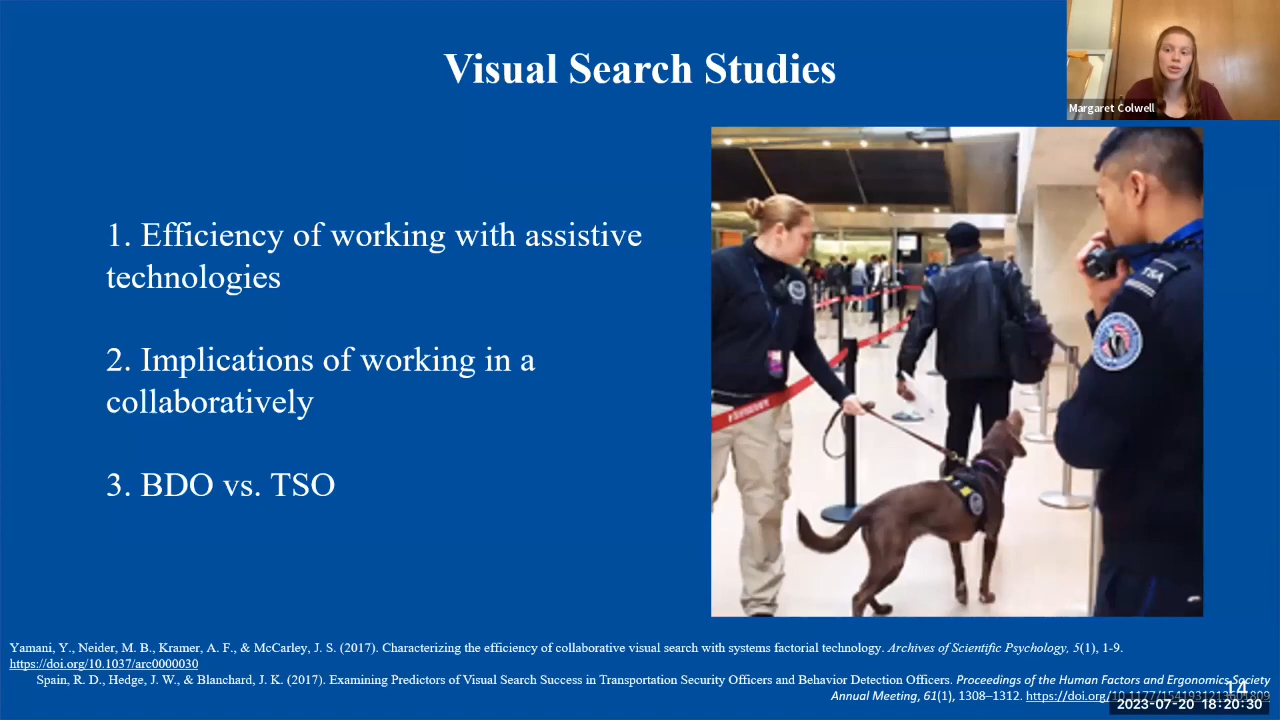 Visual Search Studies
Margaret Colwell
1. Efficiency of working with assistive
technologies
2. Implications of working in a
collaboratively
3. BDO vs. TSO
TSA
Yamani, Y., Neider, M. B., Kramer, A. F., & McCarley, J. S. (2017). Characterizing the efficiency of collaborative visual search with systems factorial technology. Archives of Scientific Psychology, 5(1), 1-9.
https://doi.org/10.1037/arc0000030
Spain, R. D., Hedge, J. W., & Blanchard, J. K. (2017). Examining Predictors of Visual Search Success in Transportation Security Officers and Behavior Detection Officers. Proceedings of the Human Factors and Ergonomics Society
Annual Meeting, 61(1), 1308–1312. https://doi.org/
14
2023-07-20 18:20:30